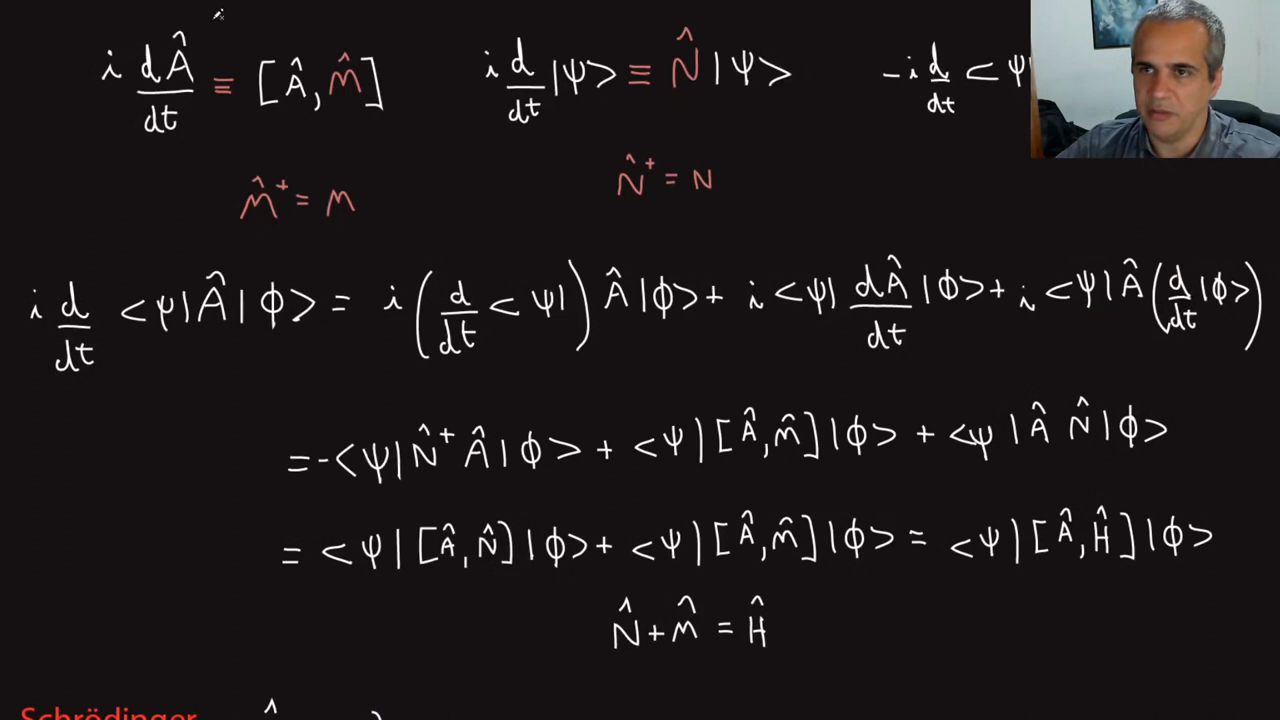 i dÂ/dt ≡ [Â, M̂] i d/dt |ψ> ≡ N̂ |ψ> -i d/dt <ψ|
M̂⁺ = M N̂⁺ = N
i d/dt <ψ|Â|ϕ> = i (d/dt <ψ|) Â|ϕ> + i <ψ| dÂ/dt |ϕ> + i <ψ|Â (d/dt |ϕ>)
= -<ψ|N̂⁺ Â|ϕ> + <ψ|[Â, M̂]|ϕ> + <ψ|Â N̂|ϕ>
= <ψ|[Â, N̂]|ϕ> + <ψ|[Â, M̂]|ϕ> = <ψ|[Â, Ĥ]|ϕ>
N̂ + M̂ = Ĥ
Schrödinger